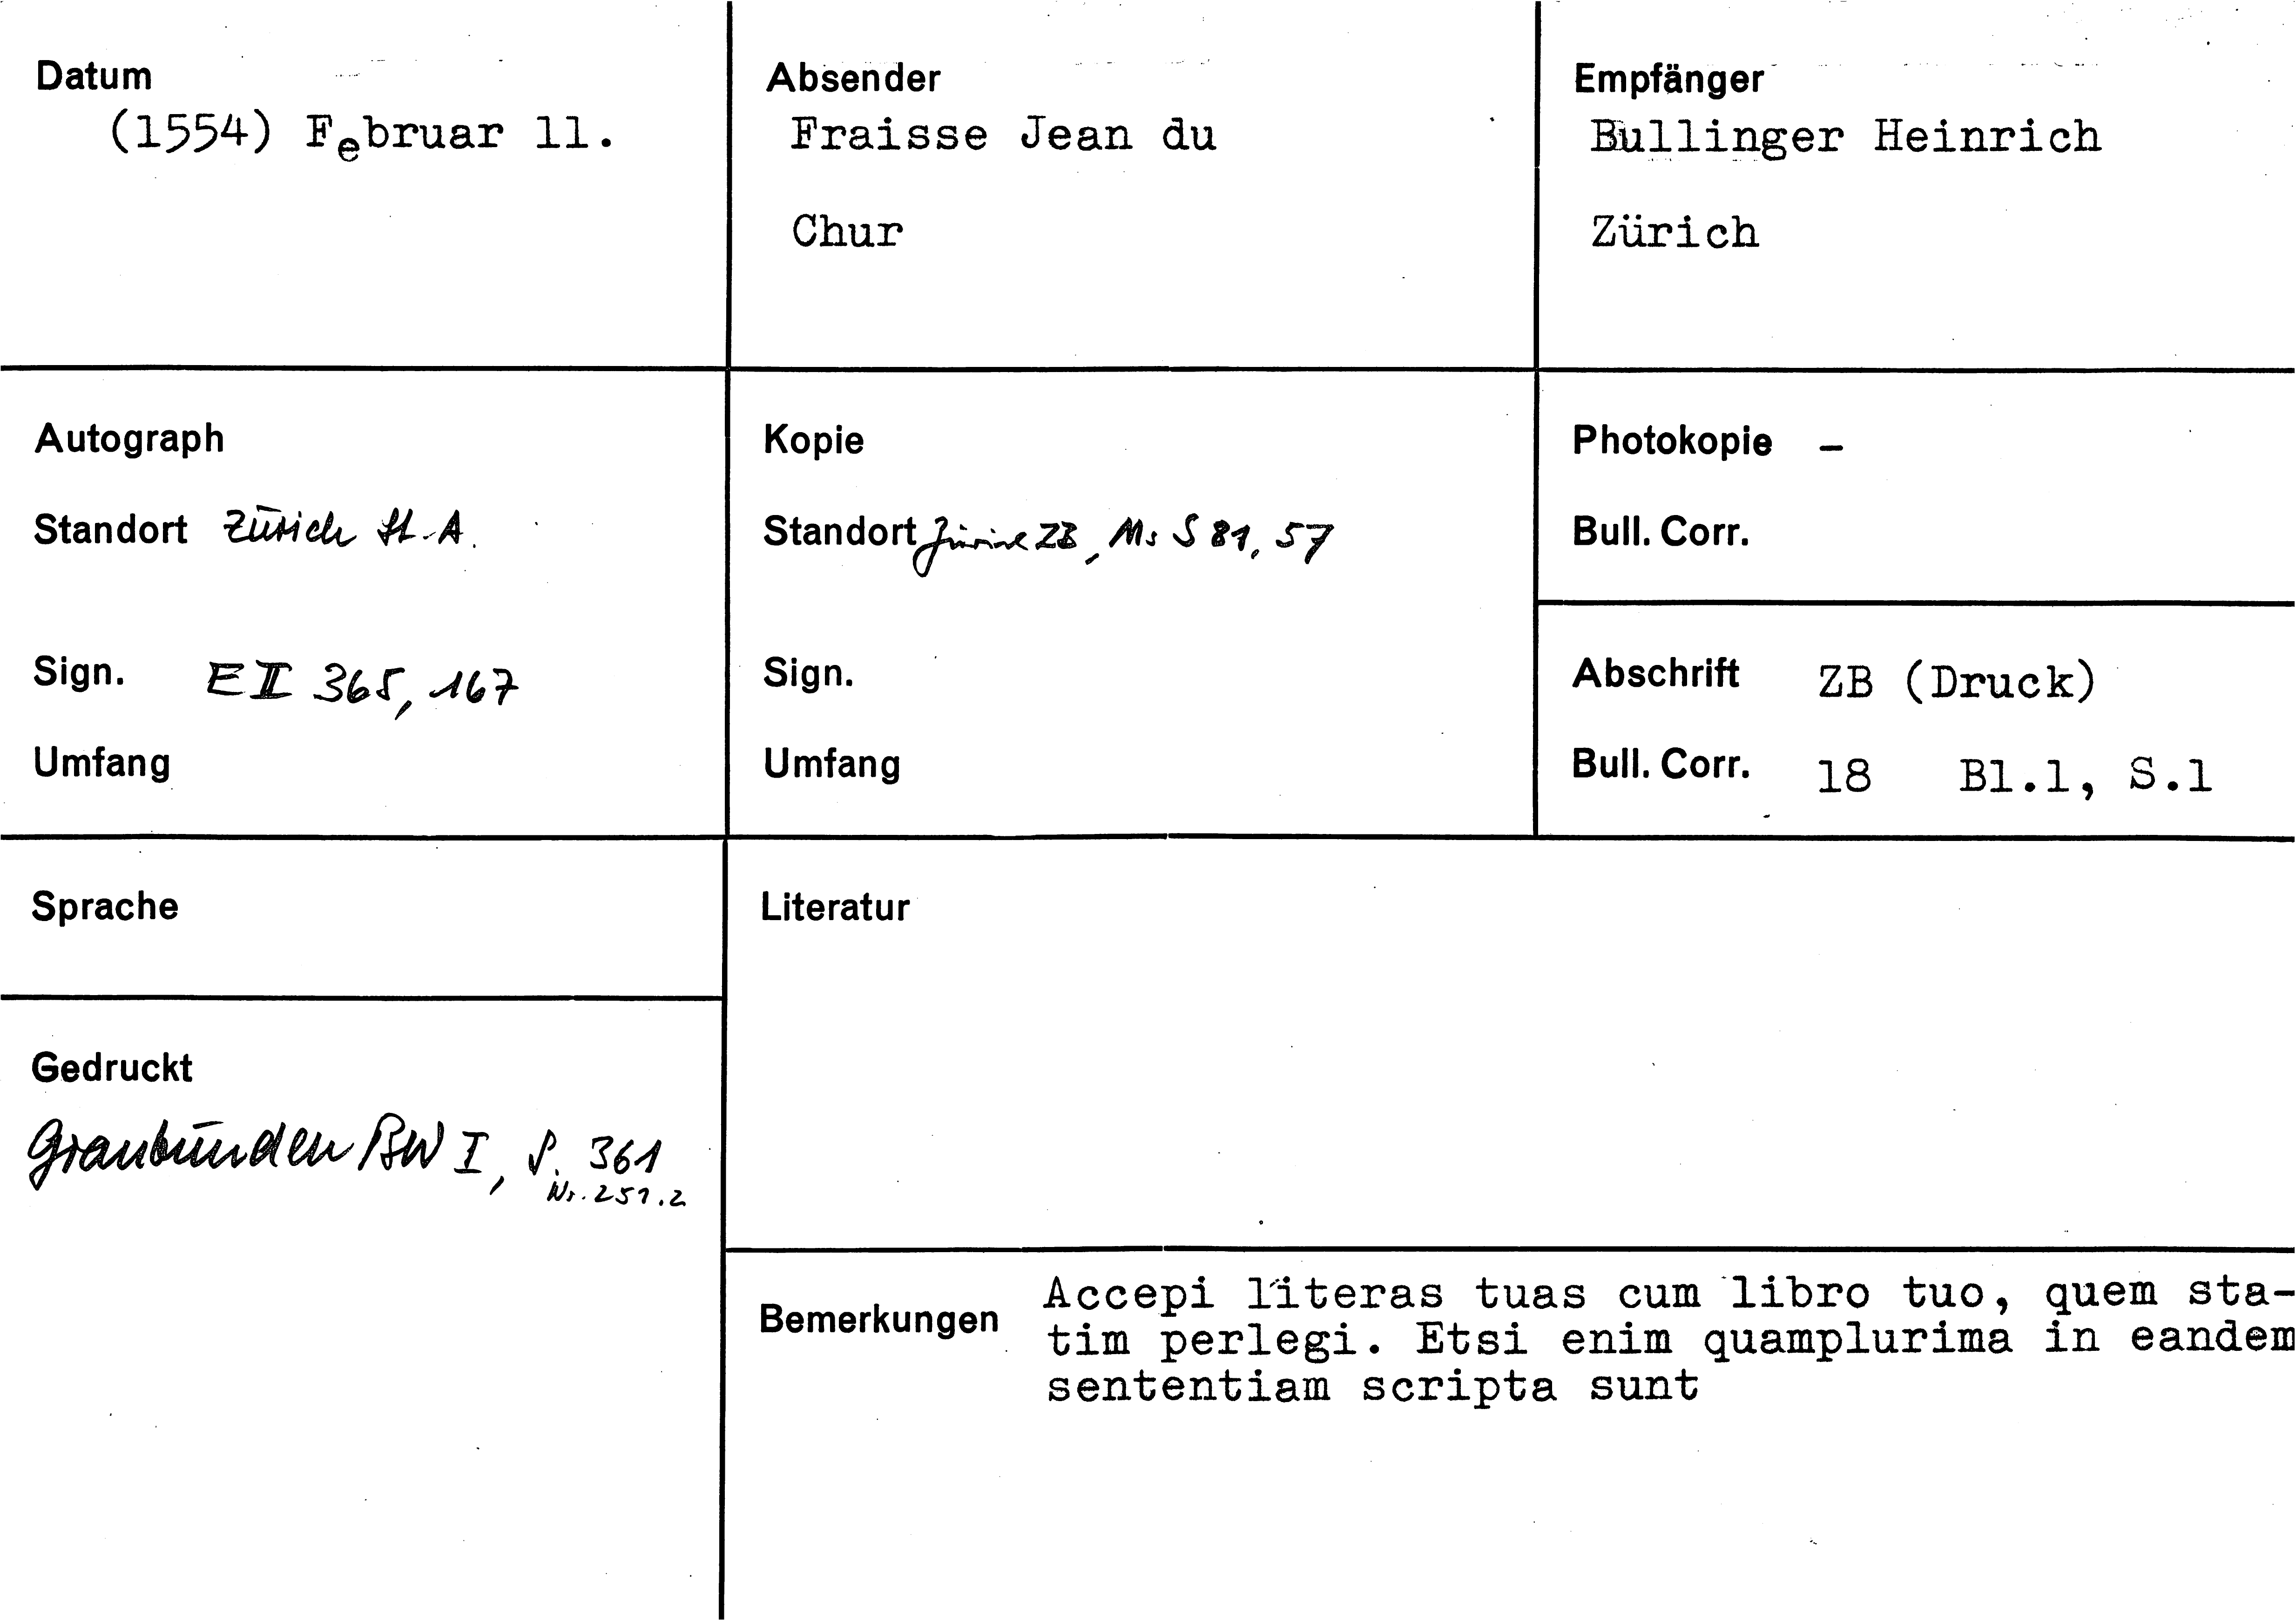 Datum
(1554) Februar 11.
Absender
Fraisse Jean du
Chur
Empfänger
Bullinger Heinrich
Zürich
Autograph
Standort Zürich St.A.
Sign. E II 365, 167
Umfang
Kopie
Standort Zürich ZB, Ms S 81, 57
Sign.
Umfang
Photokopie –
Bull. Corr.
Abschrift ZB (Druck)
Bull. Corr. 18 Bl.1, S.1
Sprache
Literatur
Gedruckt
Graubünden BW I, S. 361
Nr. 251.2
Bemerkungen
Accepi literas tuas cum libro tuo, quem sta-
tim perlegi. Etsi enim quamplurima in eandem
sententiam scripta sunt